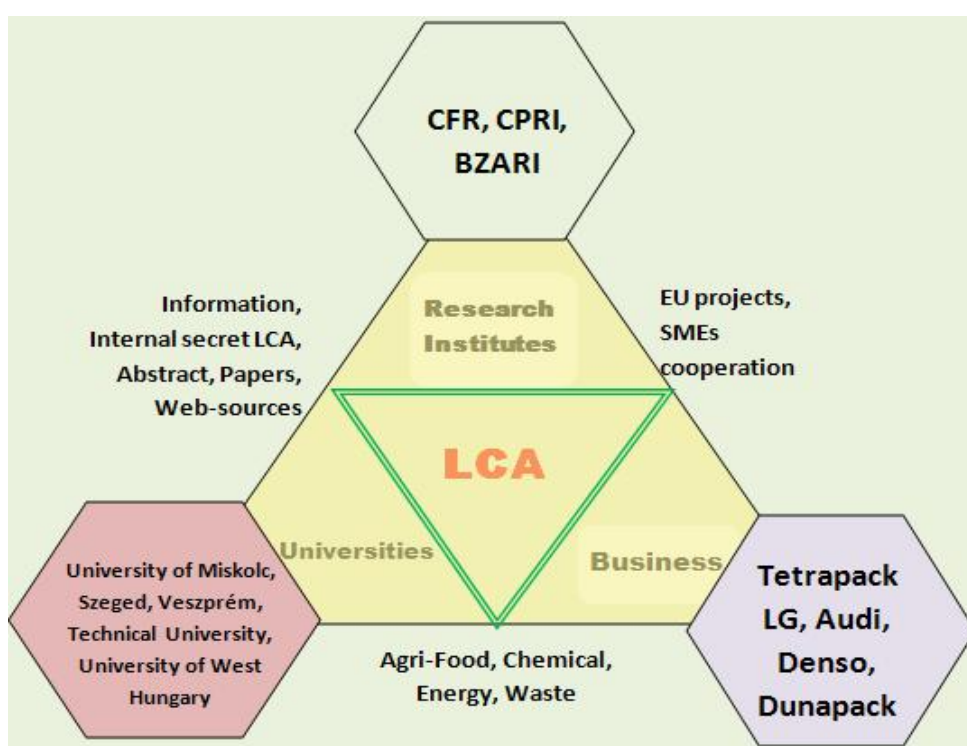 CFR, CPRI,
BZARI
Research
Institutes
Information,
Internal secret LCA,
Abstract, Papers,
Web-sources
EU projects,
SMEs
cooperation
LCA
Universities
Business
University of Miskolc,
Szeged, Veszprém,
Technical University,
University of West
Hungary
Tetrapack
LG, Audi,
Denso,
Dunapack
Agri-Food, Chemical,
Energy, Waste